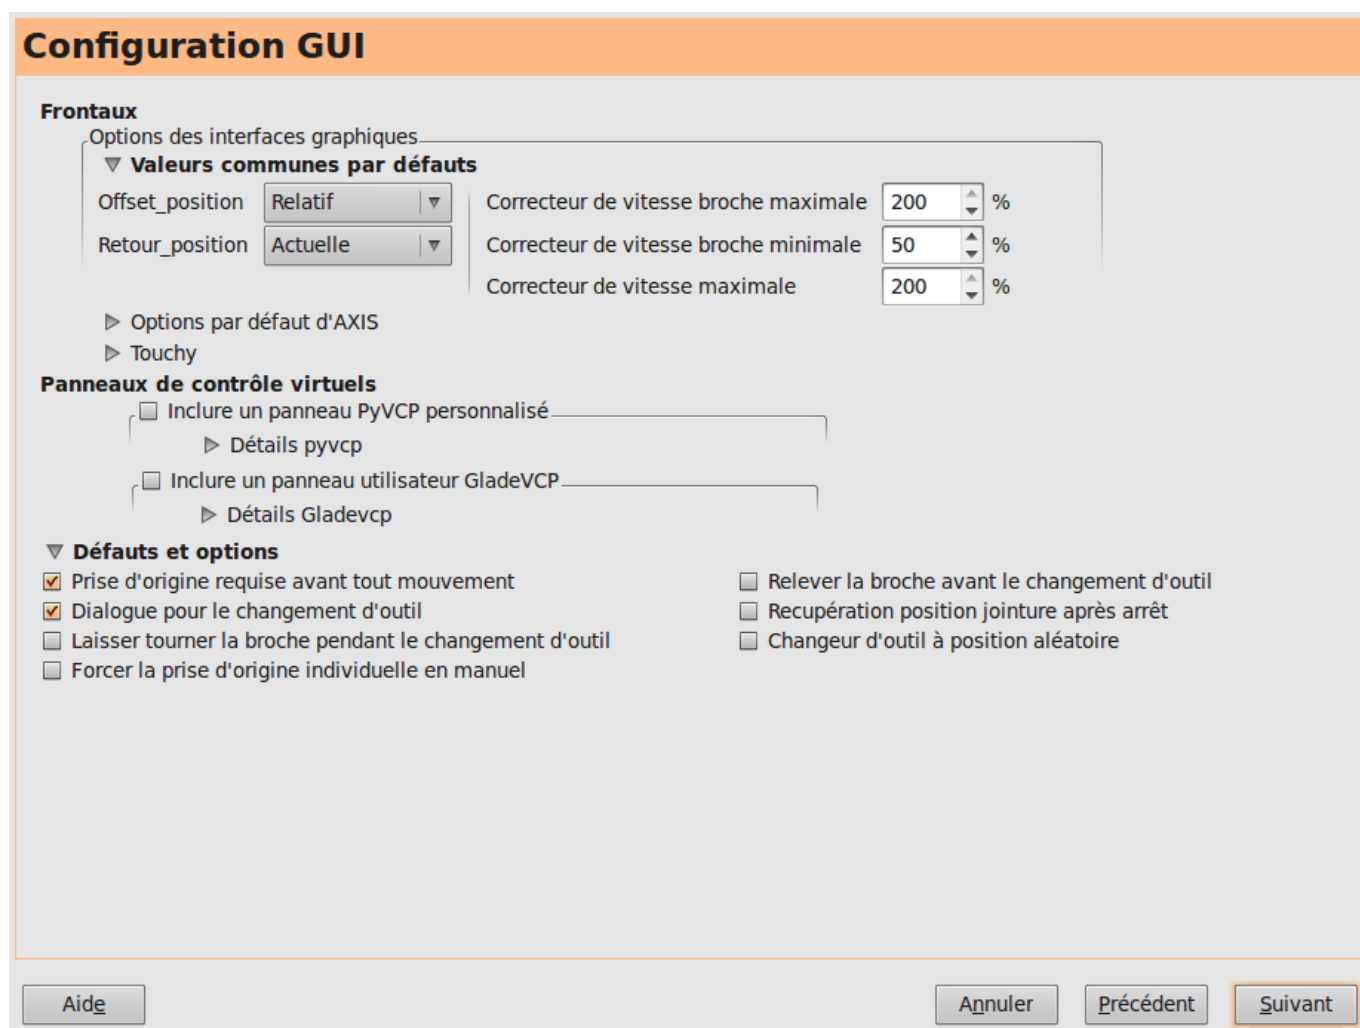 Configuration GUI
Frontaux
Options des interfaces graphiques
Valeurs communes par défauts
Offset_position Relatif Correcteur de vitesse broche maximale 200 %
Retour_position Actuelle Correcteur de vitesse broche minimale 50 %
Correcteur de vitesse maximale 200 %
Options par défaut d'AXIS
Touchy
Panneaux de contrôle virtuels
Inclure un panneau PyVCP personnalisé
Détails pyvcp
Inclure un panneau utilisateur GladeVCP
Détails Gladevcp
Défauts et options
Prise d'origine requise avant tout mouvement Relever la broche avant le changement d'outil
Dialogue pour le changement d'outil Recupération position jointure après arrêt
Laisser tourner la broche pendant le changement d'outil Changeur d'outil à position aléatoire
Forcer la prise d'origine individuelle en manuel
Aide Annuler Précédent Suivant